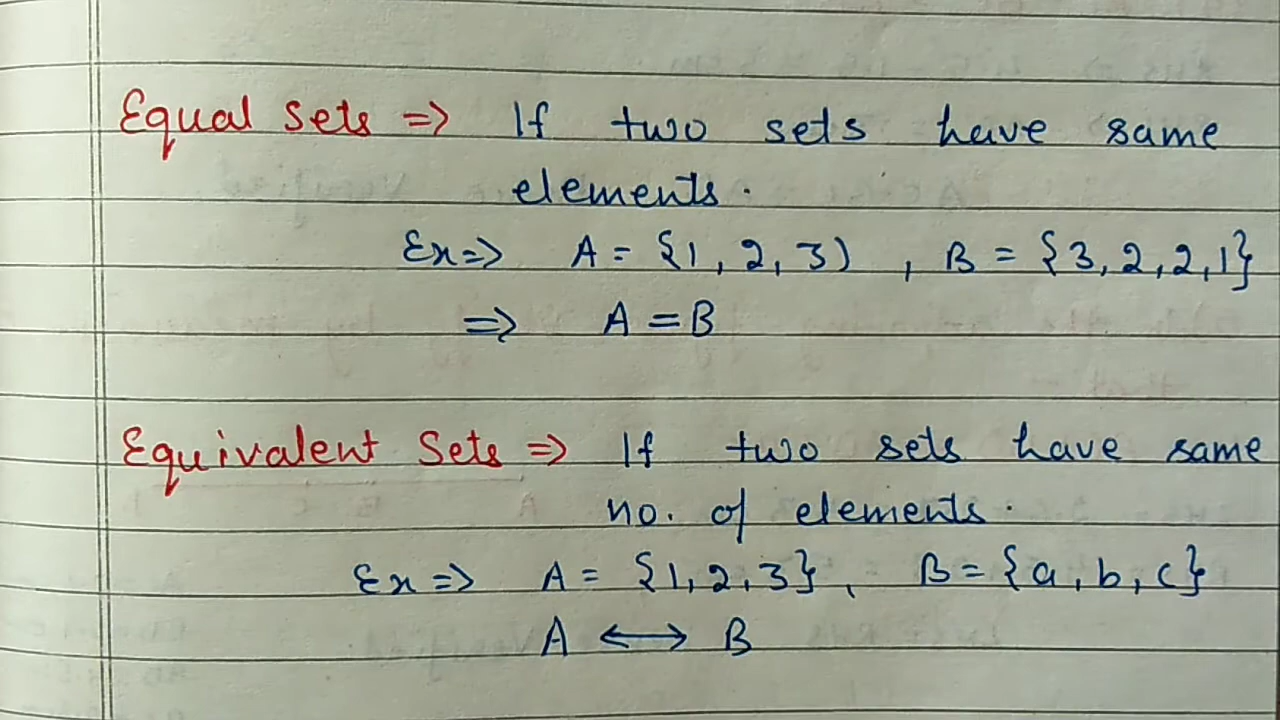 Equal Sets => If two sets have same
elements.
Ex => A = {1, 2, 3) , B = {3, 2, 2, 1}
=> A = B
Equivalent Sets => If two sets have same
no. of elements.
Ex => A = {1, 2, 3}, B = {a, b, c}
A ⟷ B